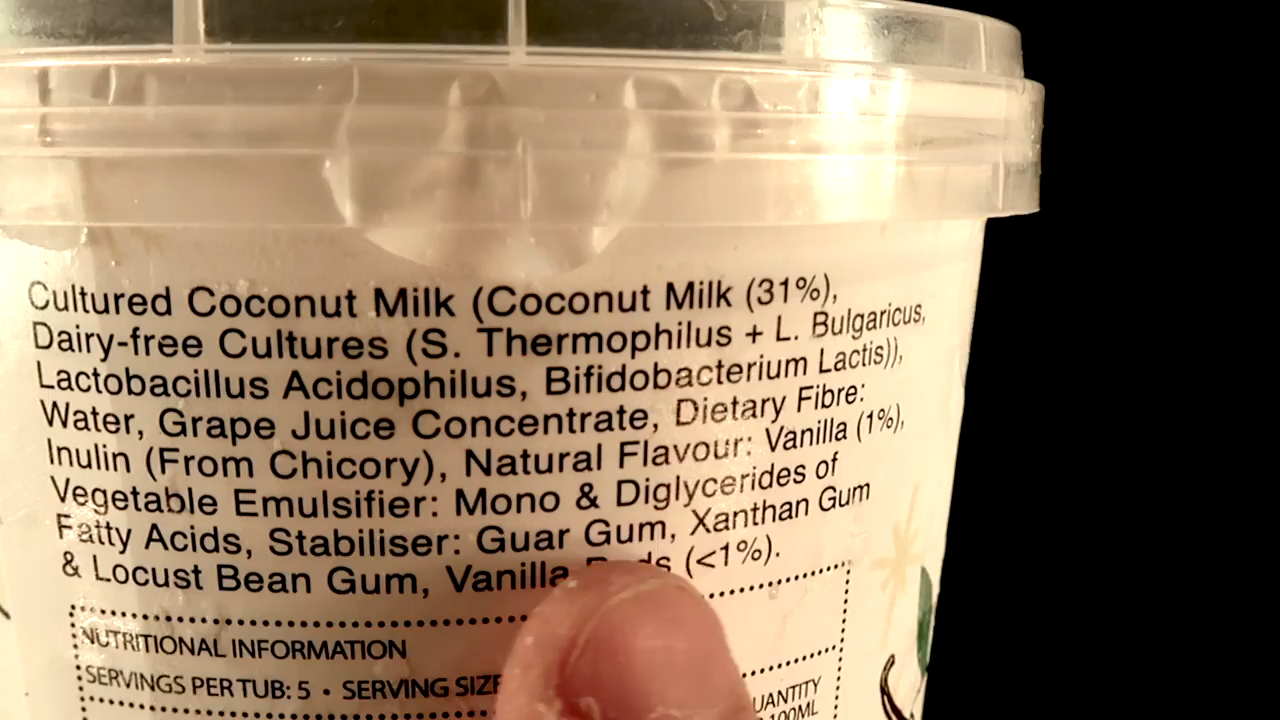 Cultured Coconut Milk (Coconut Milk (31%),
Dairy-free Cultures (S. Thermophilus + L. Bulgaricus,
Lactobacillus Acidophilus, Bifidobacterium Lactis)),
Water, Grape Juice Concentrate, Dietary Fibre:
Inulin (From Chicory), Natural Flavour: Vanilla (1%),
Vegetable Emulsifier: Mono & Diglycerides of
Fatty Acids, Stabiliser: Guar Gum, Xanthan Gum
& Locust Bean Gum, Vanilla (<1%).
NUTRITIONAL INFORMATION
SERVINGS PER TUB: 5 • SERVING SIZE
100ML